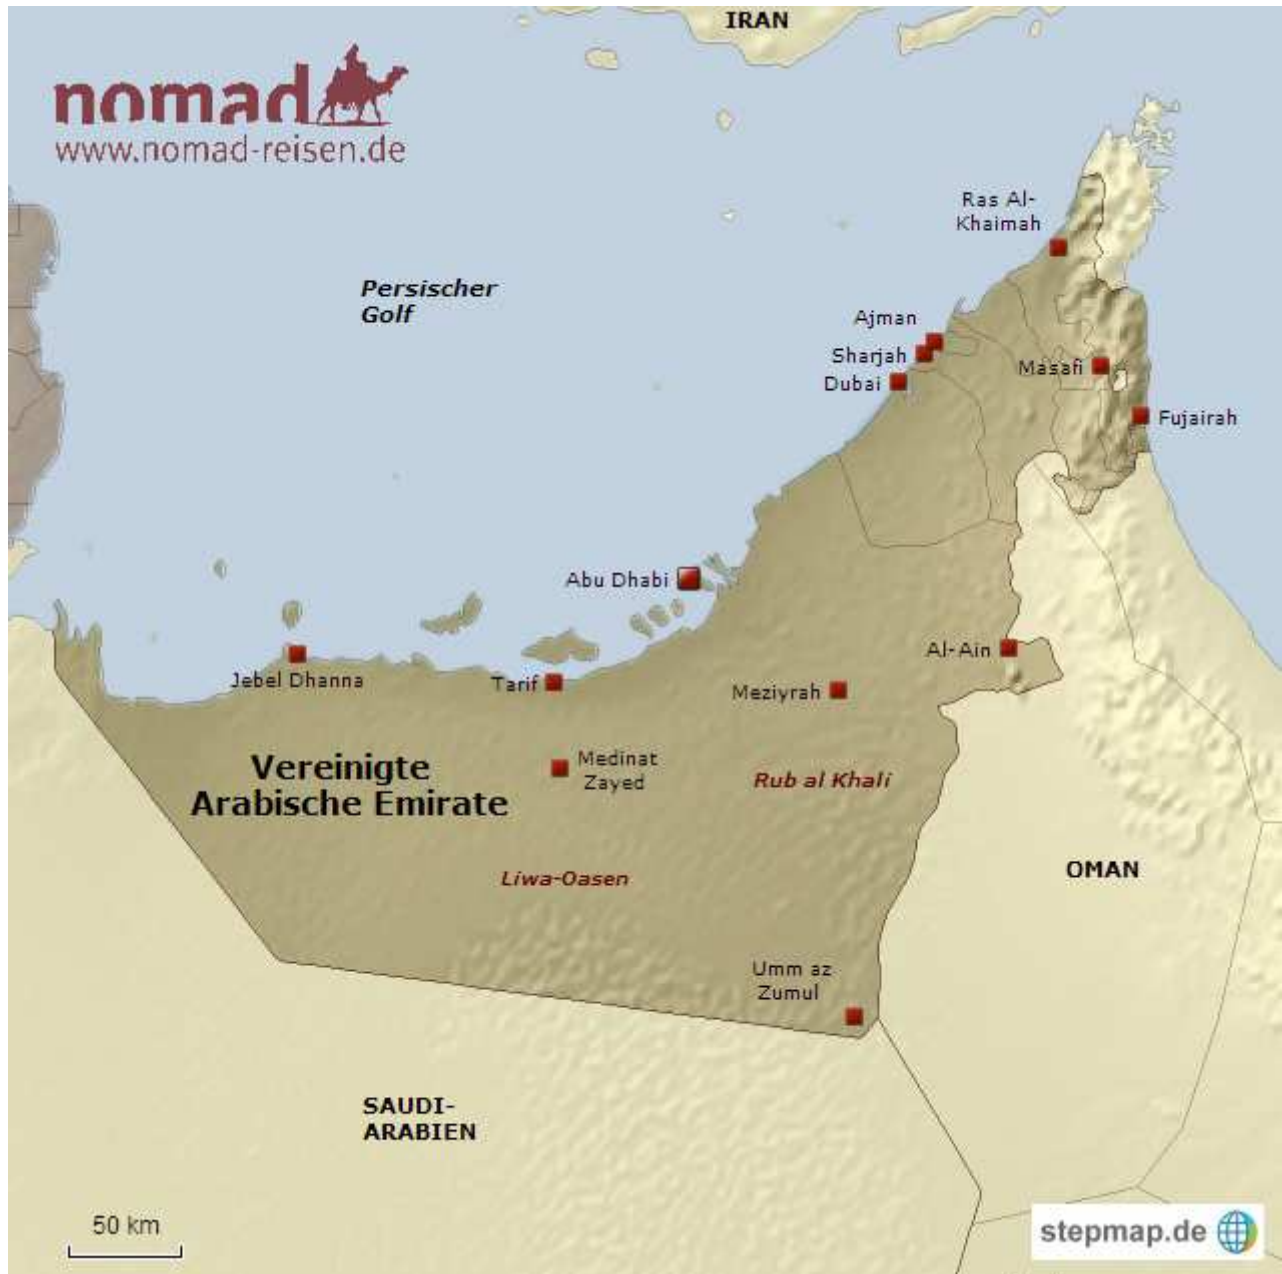 IRAN
nomad
www.nomad-reisen.de
Ras Al-
Khaimah
Persischer
Golf
Ajman
Sharjah
Dubai
Masafi
Fujairah
Abu Dhabi
Al-Ain
Jebel Dhanna
Tarif
Meziyrah
Vereinigte
Arabische Emirate
Medinat
Zayed
Rub al Khali
Liwa-Oasen
OMAN
Umm az
Zumul
SAUDI-
ARABIEN
50 km
stepmap.de